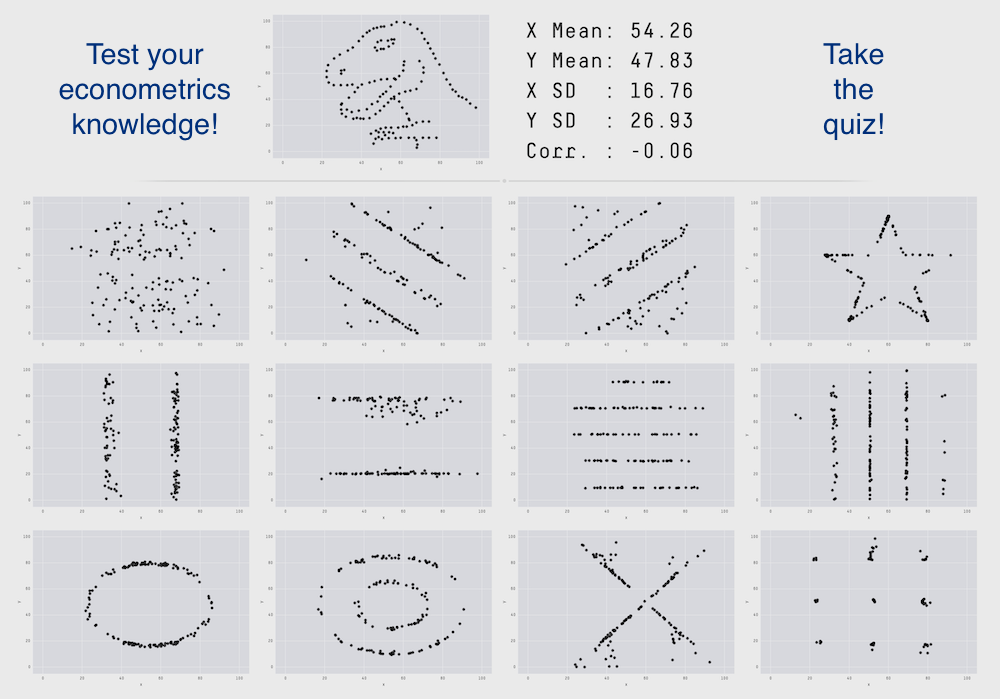 Test your
econometrics
knowledge!
X Mean: 54.26
Y Mean: 47.83
X SD  : 16.76
Y SD  : 26.93
Corr. : -0.06
Take
the
quiz!